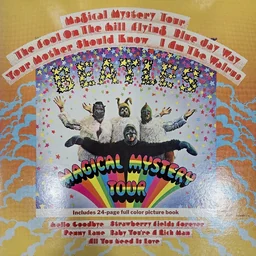 Magical Mystery Tour
The Fool On The Hill Flying Blue Jay Way
Your Mother Should Know I Am The Walrus
BEATLES
MAGICAL MYSTERY
TOUR
Includes 24-page full color picture book
Hello Goodbye Strawberry Fields Forever
Penny Lane Baby You're A Rich Man
All You Need Is Love